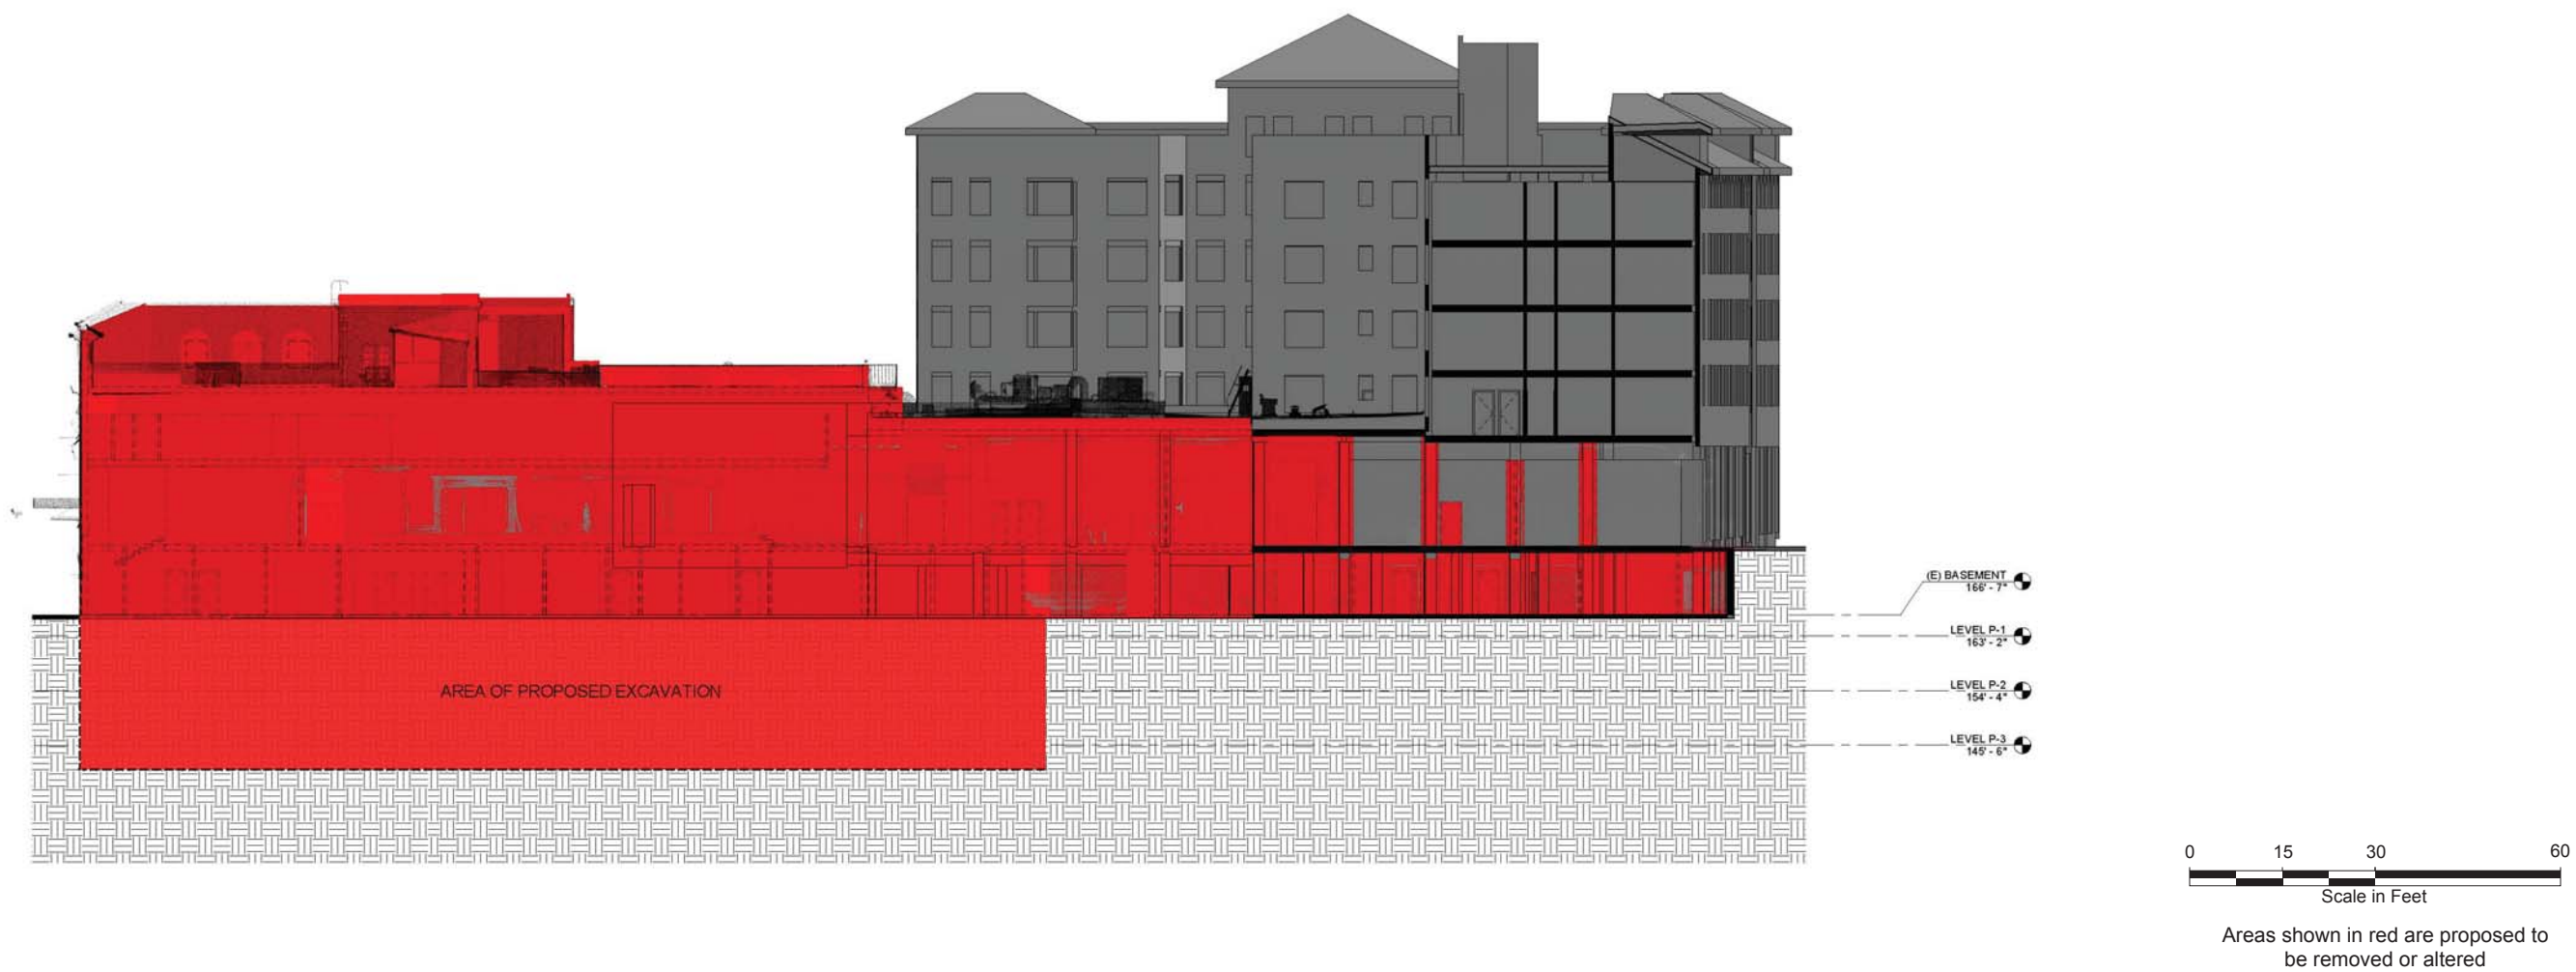 (E) BASEMENT
166' - 7"
LEVEL P-1
163' - 2"
AREA OF PROPOSED EXCAVATION
LEVEL P-2
154' - 4"
LEVEL P-3
145' - 6"
0 15 30 60
Scale in Feet
Areas shown in red are proposed to
be removed or altered